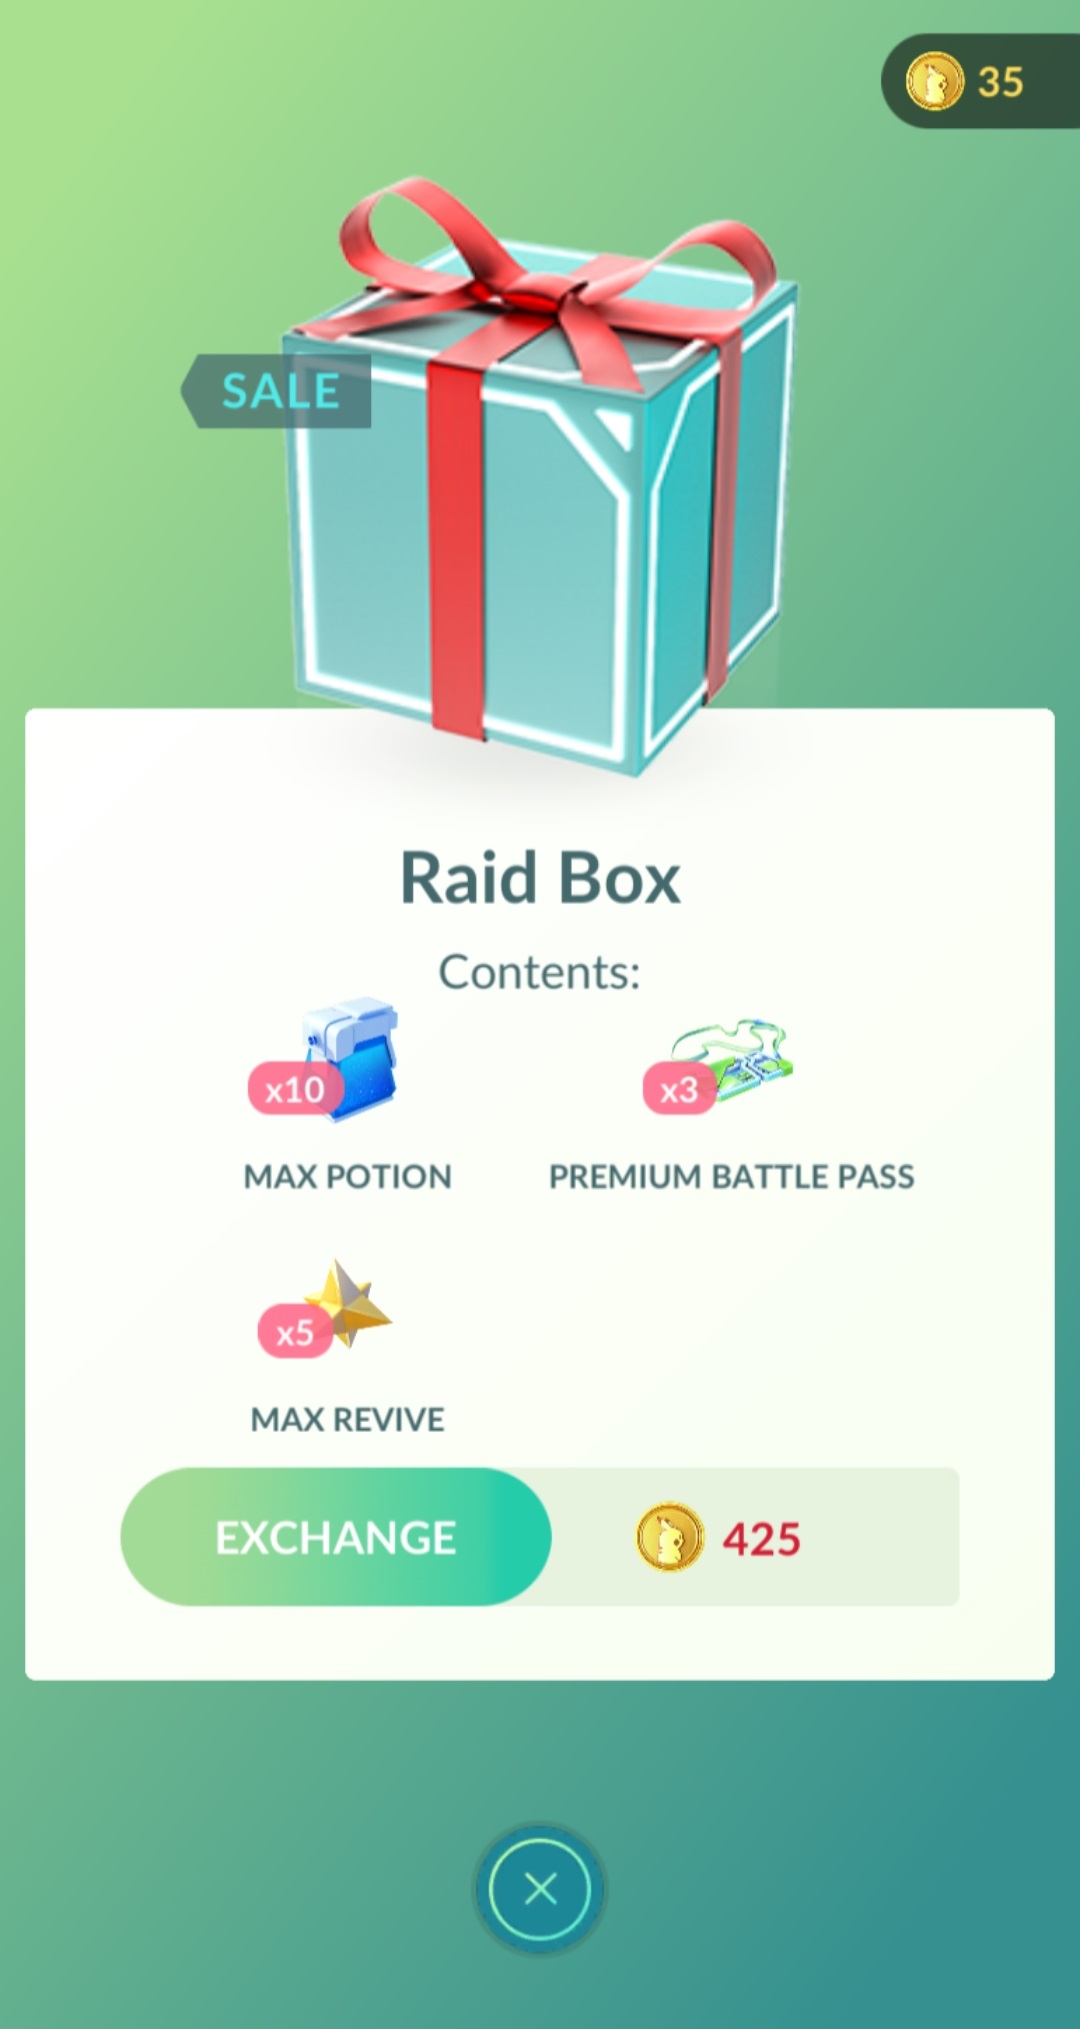 35
SALE
Raid Box
Contents:
x10
x3
MAX POTION
PREMIUM BATTLE PASS
x5
MAX REVIVE
EXCHANGE
425